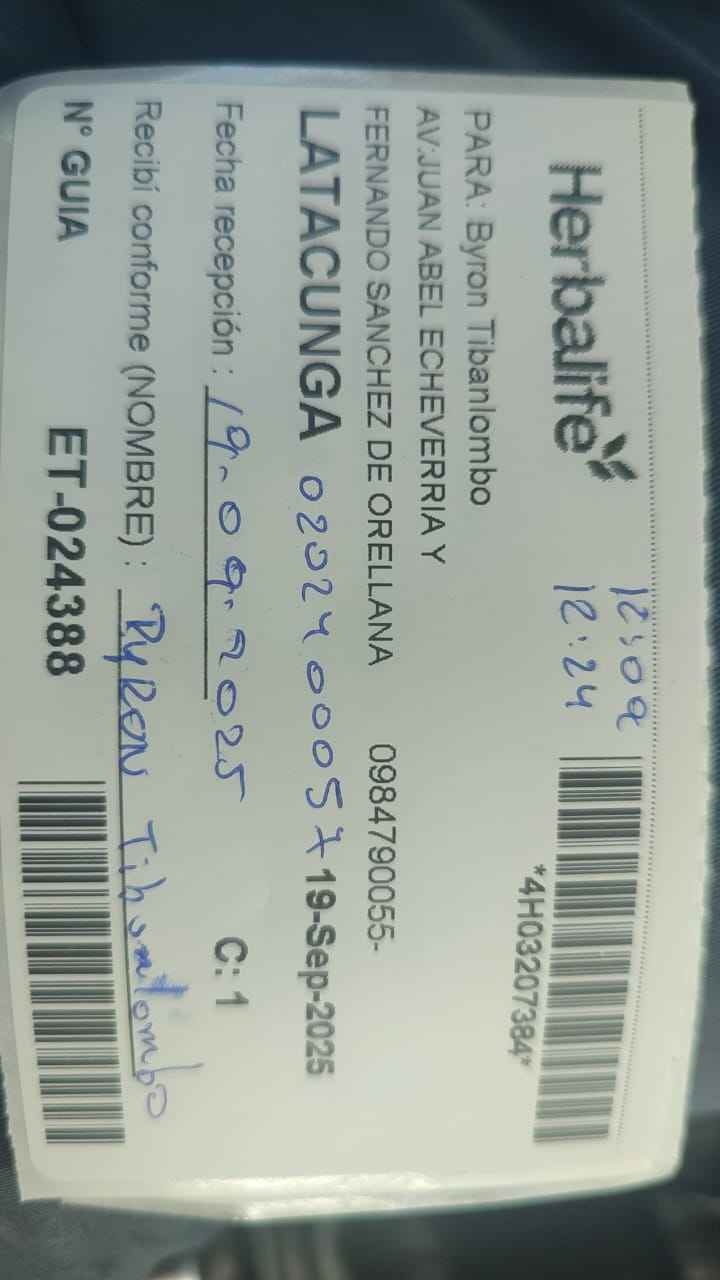 12:09
Herbalife 12:24
*4H03207384*
PARA: Byron Tibanlombo
AV:JUAN ABEL ECHEVERRIA Y
FERNANDO SANCHEZ DE ORELLANA 0984790055-
LATACUNGA 0202400057 19-Sep-2025
Fecha recepción : 19.09.2025 C: 1
Recibí conforme (NOMBRE) : Byron Tibanlombo
N° GUIA ET-024388